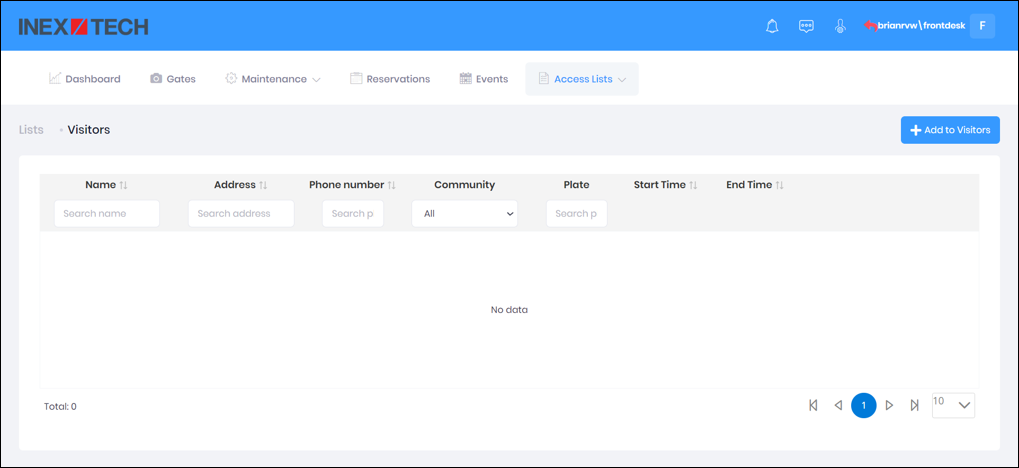 INEX TECH
brianrvw\frontdesk F
Dashboard Gates Maintenance Reservations Events Access Lists
Lists • Visitors
+ Add to Visitors
Name Address Phone number Community Plate Start Time End Time
Search name Search address Search p All Search p
No data
Total: 0
1 10